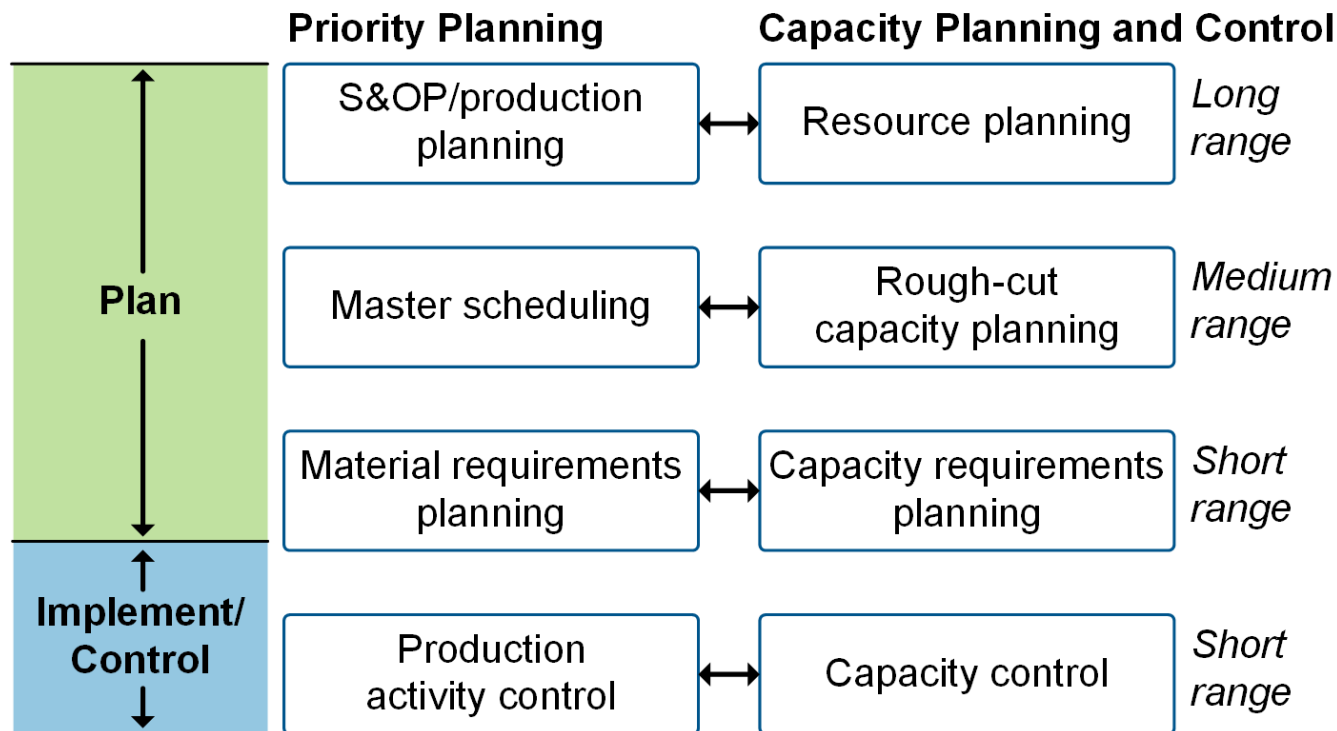 Priority Planning
Capacity Planning and Control
S&OP/production
planning
Resource planning
Long
range
Plan
Master scheduling
Rough-cut
capacity planning
Medium
range
Material requirements
planning
Capacity requirements
planning
Short
range
Implement/
Control
Production
activity control
Capacity control
Short
range